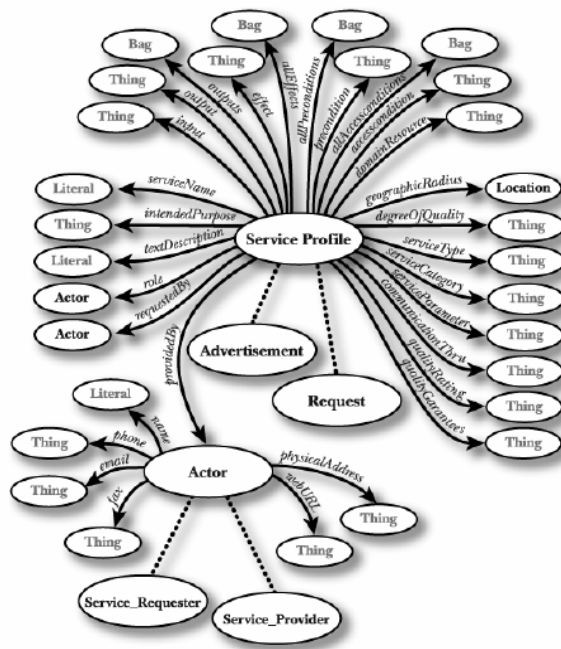 Bag
Bag
Bag
Bag
Thing
Thing
Thing
Thing
Thing
Thing
outputs
output
input
effect
allEffects
allPreconditions
precondition
allAccessconditions
accesscondition
domainResource
Literal
serviceName
geographicRadius
Location
Thing
intendedPurpose
degreeOfQuality
Thing
Literal
textDescription
Service Profile
serviceType
Thing
Actor
role
serviceCategory
Thing
Actor
requestedBy
serviceParameter
Thing
providedBy
Advertisement
communicationThru
Thing
Request
qualityRating
Thing
qualityGarantees
Thing
Literal
name
Thing
phone
Thing
email
Actor
physicalAddress
fax
webURL
Thing
Thing
Thing
Service_Requester
Service_Provider